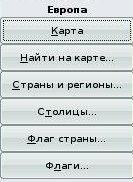 Европа
Карта
Найти на карте...
Страны и регионы...
Столицы...
Флаг страны...
Флаги...